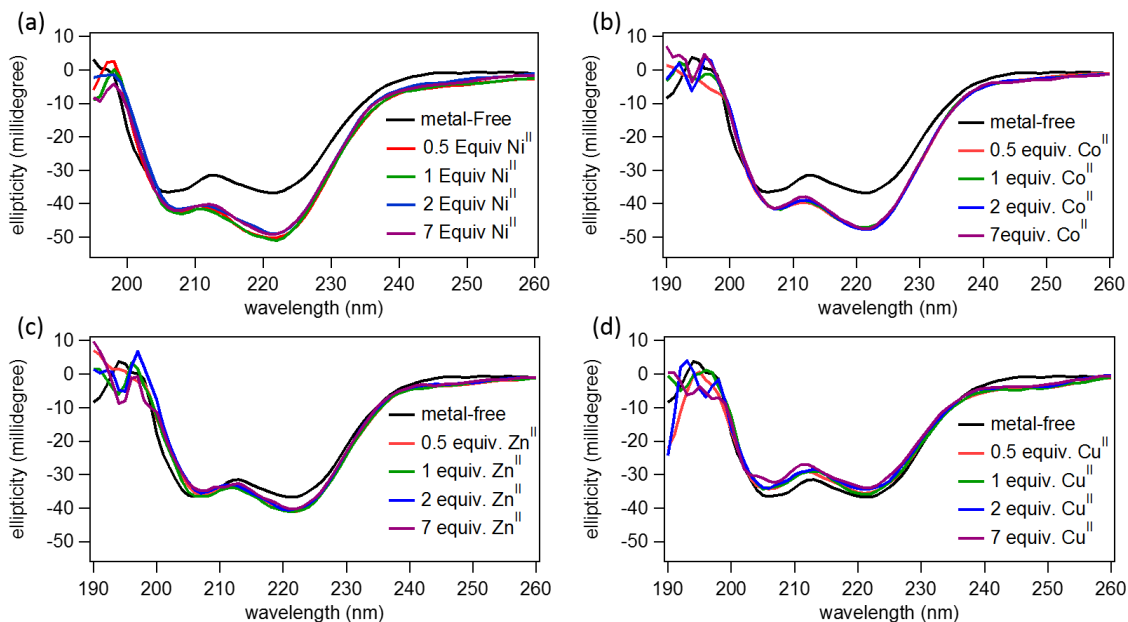 (a)
10
0
-10
-20
-30
-40
-50
ellipticity (millidegree)
metal-Free
0.5 Equiv Ni^II
1 Equiv Ni^II
2 Equiv Ni^II
7 Equiv Ni^II
200 210 220 230 240 250 260
wavelength (nm)
(b)
10
0
-10
-20
-30
-40
-50
ellipticity (millidegree)
metal-free
0.5 equiv. Co^II
1 equiv. Co^II
2 equiv. Co^II
7equiv. Co^II
190 200 210 220 230 240 250 260
wavelength (nm)
(c)
10
0
-10
-20
-30
-40
-50
ellipticity (millidegree)
metal-free
0.5 equiv. Zn^II
1 equiv. Zn^II
2 equiv. Zn^II
7 equiv. Zn^II
190 200 210 220 230 240 250 260
wavelength (nm)
(d)
10
0
-10
-20
-30
-40
-50
ellipticity (millidegree)
metal-free
0.5 equiv. Cu^II
1 equiv. Cu^II
2 equiv. Cu^II
7 equiv. Cu^II
190 200 210 220 230 240 250 260
wavelength (nm)